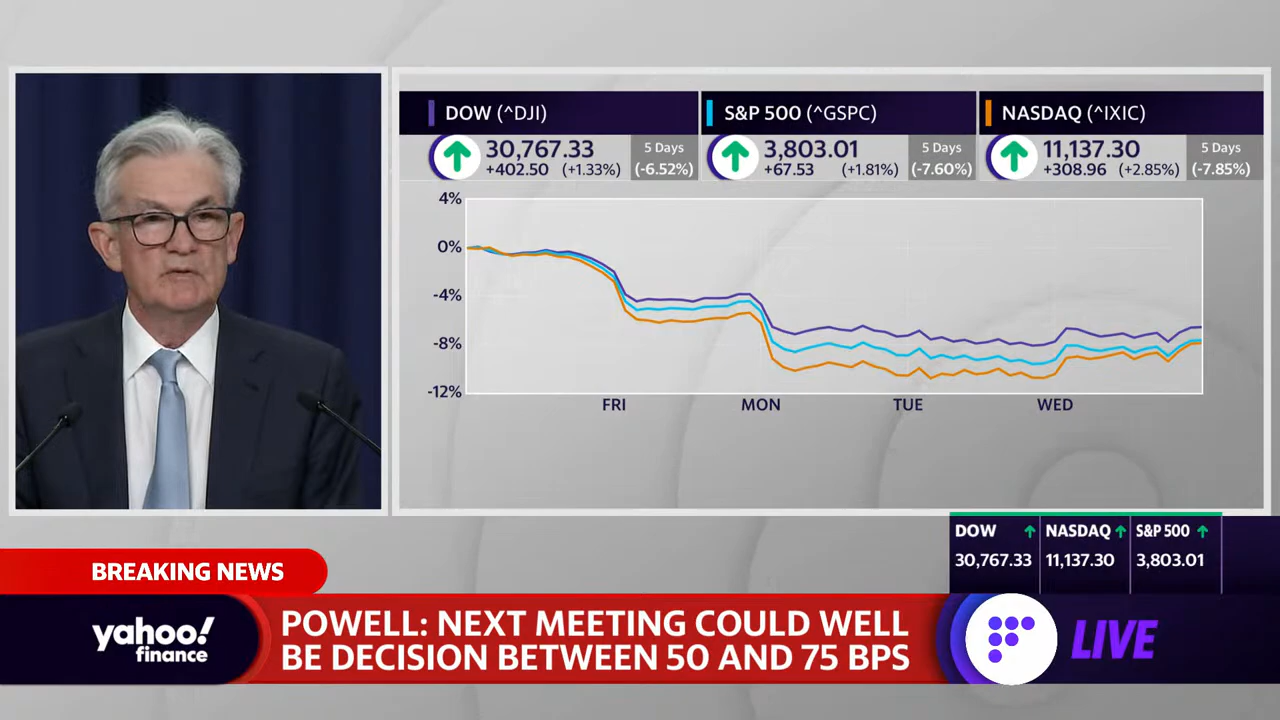 DOW (^DJI)
30,767.33
+402.50 (+1.33%)
5 Days
(-6.52%)
S&P 500 (^GSPC)
3,803.01
+67.53 (+1.81%)
5 Days
(-7.60%)
NASDAQ (^IXIC)
11,137.30
+308.96 (+2.85%)
5 Days
(-7.85%)
4%
0%
-4%
-8%
-12%
FRI MON TUE WED
DOW NASDAQ S&P 500
30,767.33 11,137.30 3,803.01
BREAKING NEWS
yahoo!
finance
POWELL: NEXT MEETING COULD WELL
BE DECISION BETWEEN 50 AND 75 BPS
LIVE